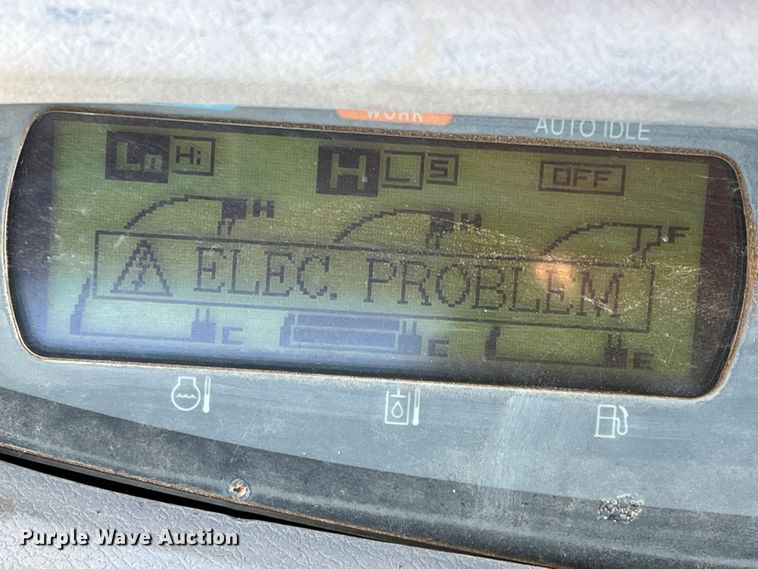 WORK
AUTO IDLE
Lo Hi H L S OFF
H H F
ELEC. PROBLEM
C C E
Purple Wave Auction